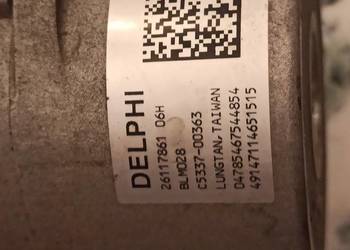 DELPHI
26117861 06H
BLM028
C5337-00363
LUNGTAN, TAIWAN
04785467544854
49147114651515